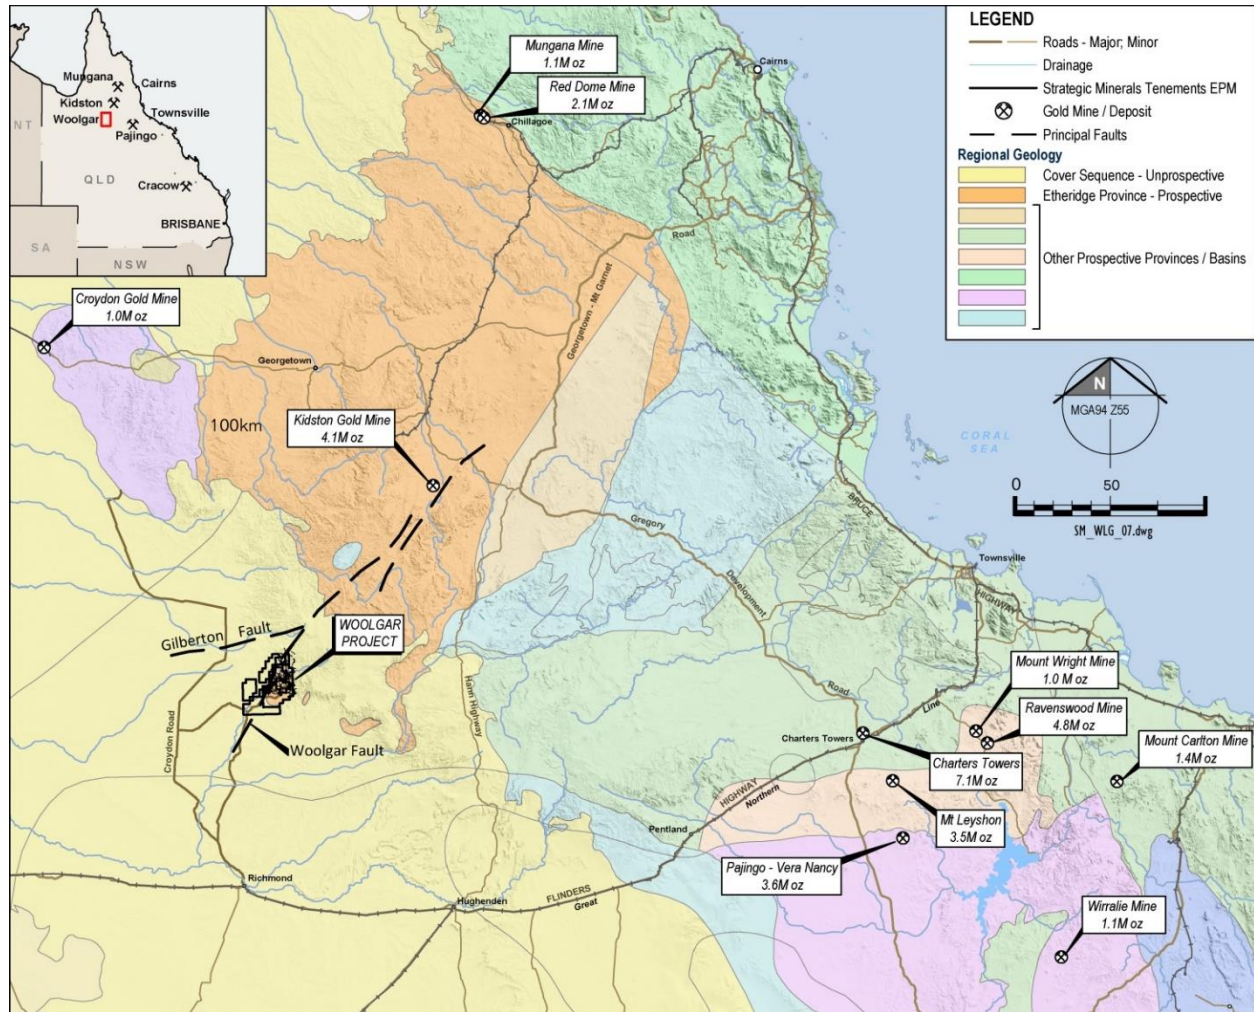 Mungana
Cairns
Kidston
Woolgar
Townsville
Pajingo
NT
QLD
Cracow
BRISBANE
SA
NSW
Mungana Mine
1.1M oz
Red Dome Mine
2.1M oz
Chillagoe
Cairns
LEGEND
Roads - Major; Minor
Drainage
Strategic Minerals Tenements EPM
Gold Mine / Deposit
Principal Faults
Regional Geology
Cover Sequence - Unprospective
Etheridge Province - Prospective
Other Prospective Provinces / Basins
Road
Georgetown - Mt Garnet
Croydon Gold Mine
1.0M oz
Georgetown
100km
Kidston Gold Mine
4.1M oz
N
MGA94 Z55
CORAL
SEA
0
50
SM_WLG_07.dwg
BRUCE
HIGHWAY
Gregory
Development
Road
Townsville
Gilberton Fault
WOOLGAR
PROJECT
Croydon Road
Woolgar Fault
Hann Highway
Mount Wright Mine
1.0 M oz
Ravenswood Mine
4.8M oz
Mount Carlton Mine
1.4M oz
Line
Charters Towers
Charters Towers
7.1M oz
HIGHWAY
Northern
Mt Leyshon
3.5M oz
Pentland
Pajingo - Vera Nancy
3.6M oz
Richmond
Hughenden
FLINDERS
Great
Wirralie Mine
1.1M oz